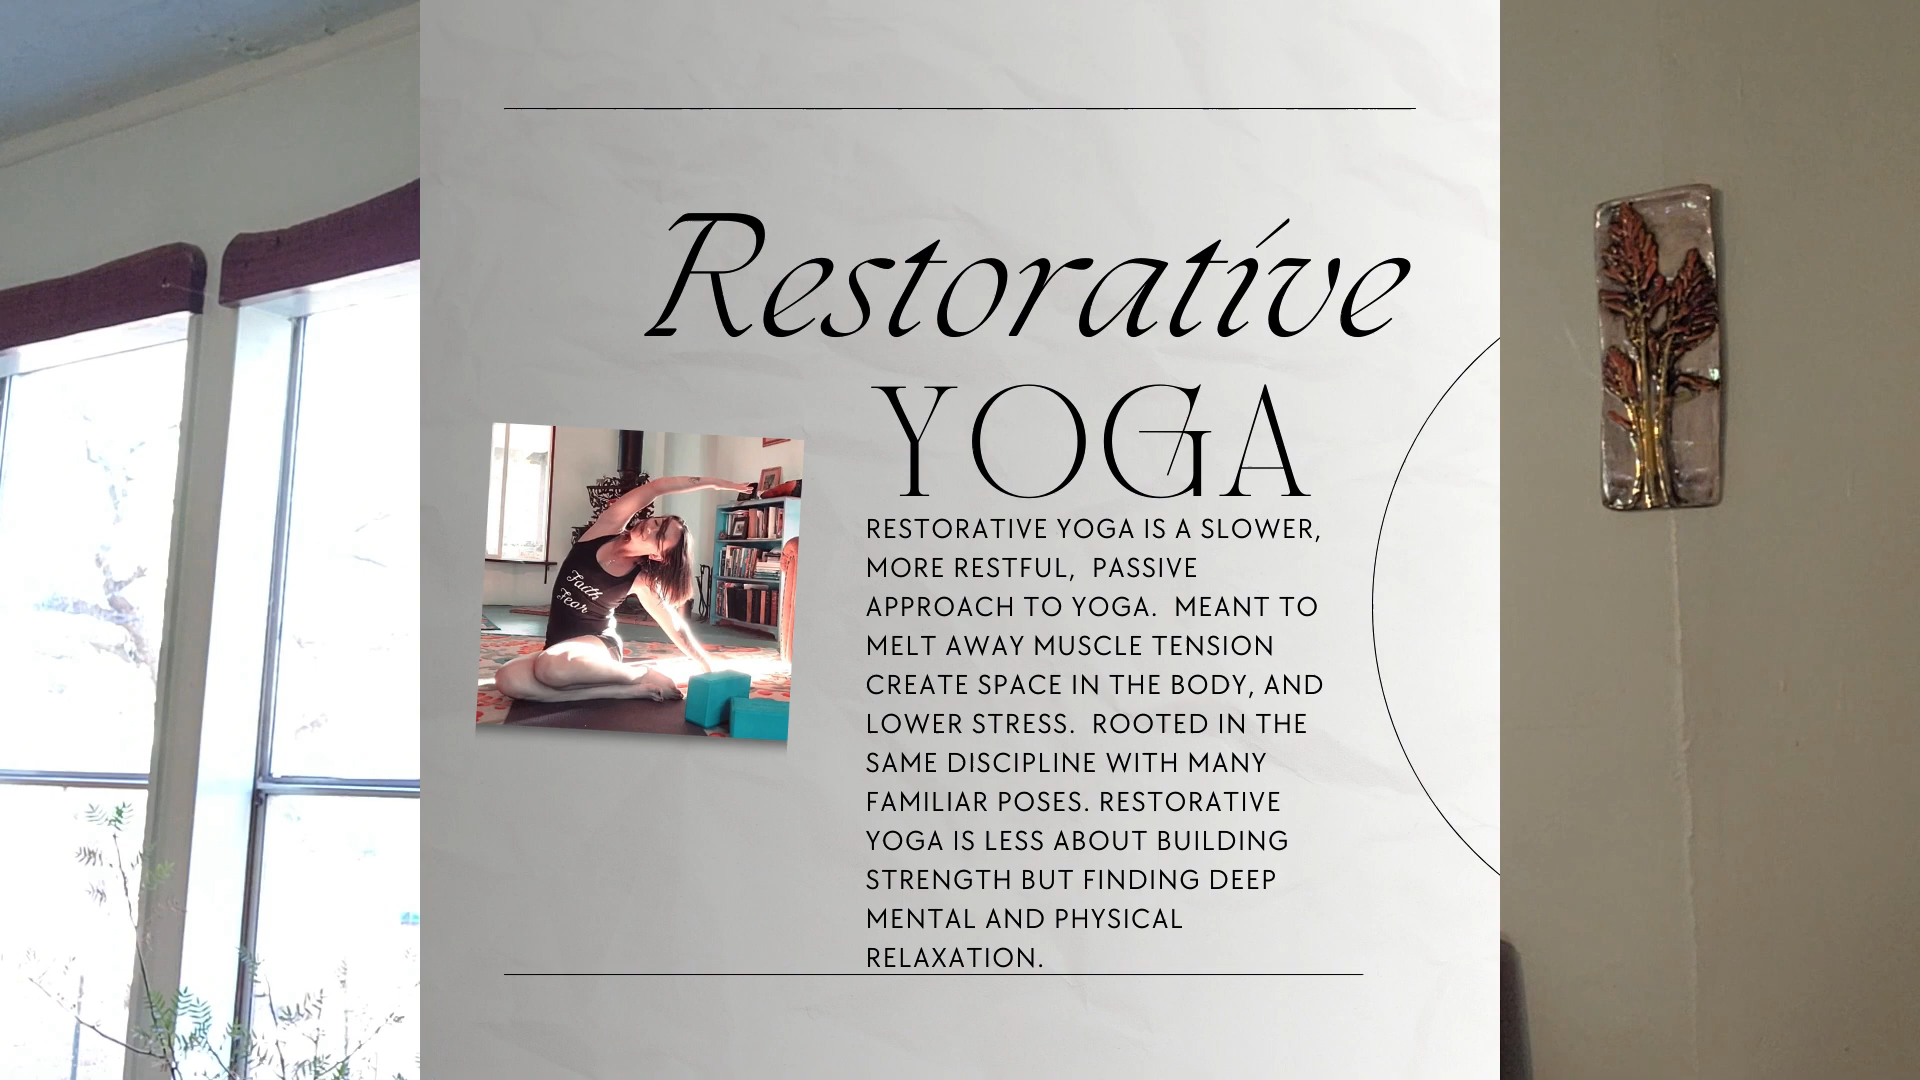 Restorative
YOGA
RESTORATIVE YOGA IS A SLOWER,
MORE RESTFUL,  PASSIVE
APPROACH TO YOGA.  MEANT TO
MELT AWAY MUSCLE TENSION
CREATE SPACE IN THE BODY, AND
LOWER STRESS.  ROOTED IN THE
SAME DISCIPLINE WITH MANY
FAMILIAR POSES. RESTORATIVE
YOGA IS LESS ABOUT BUILDING
STRENGTH BUT FINDING DEEP
MENTAL AND PHYSICAL
RELAXATION.
Faith
Fear